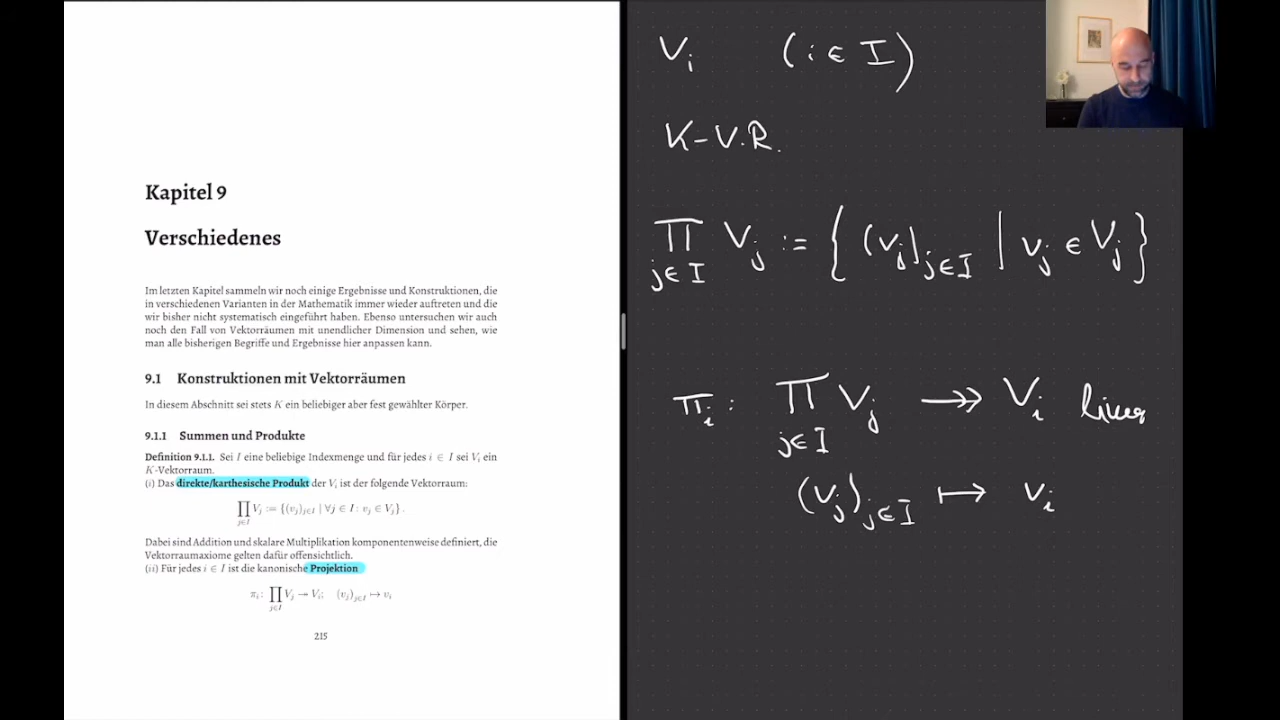 Kapitel 9
Verschiedenes
Im letzten Kapitel sammeln wir noch einige Ergebnisse und Konstruktionen, die
in verschiedenen Varianten in der Mathematik immer wieder auftreten und die
wir bisher nicht systematisch eingeführt haben. Ebenso untersuchen wir auch
noch den Fall von Vektorräumen mit unendlicher Dimension und sehen, wie
man alle bisherigen Begriffe und Ergebnisse hier anpassen kann.
9.1 Konstruktionen mit Vektorräumen
In diesem Abschnitt sei stets K ein beliebiger aber fest gewählter Körper.
9.1.1 Summen und Produkte
Definition 9.1.1. Sei I eine beliebige Indexmenge und für jedes i ∈ I sei V_i ein
K-Vektorraum.
(i) Das direkte/karthesische Produkt der V_i ist der folgende Vektorraum:
∏_{j∈I} V_j := {(v_j)_{j∈I} | ∀j ∈ I: v_j ∈ V_j}.
Dabei sind Addition und skalare Multiplikation komponentenweise definiert, die
Vektorraumaxiome gelten dafür offensichtlich.
(ii) Für jedes i ∈ I ist die kanonische Projektion
π_i: ∏_{j∈I} V_j ↠ V_i; (v_j)_{j∈I} ↦ v_i
215
V_i (i ∈ I)
K-V.R.
∏_{j∈I} V_j := { (v_j)_{j∈I} | v_j ∈ V_j }
π_i : ∏_{j∈I} V_j ↠ V_i linear
(v_j)_{j∈I} ↦ v_i